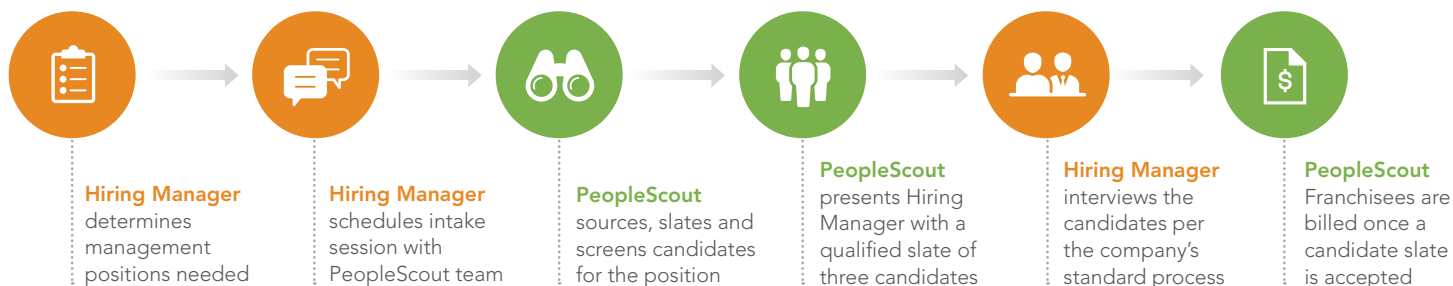 Hiring Manager
determines
management
positions needed
Hiring Manager
schedules intake
session with
PeopleScout team
PeopleScout
sources, slates and
screens candidates
for the position
PeopleScout
presents Hiring
Manager with a
qualified slate of
three candidates
Hiring Manager
interviews the
candidates per
the company’s
standard process
$
PeopleScout
Franchisees are
billed once a
candidate slate
is accepted